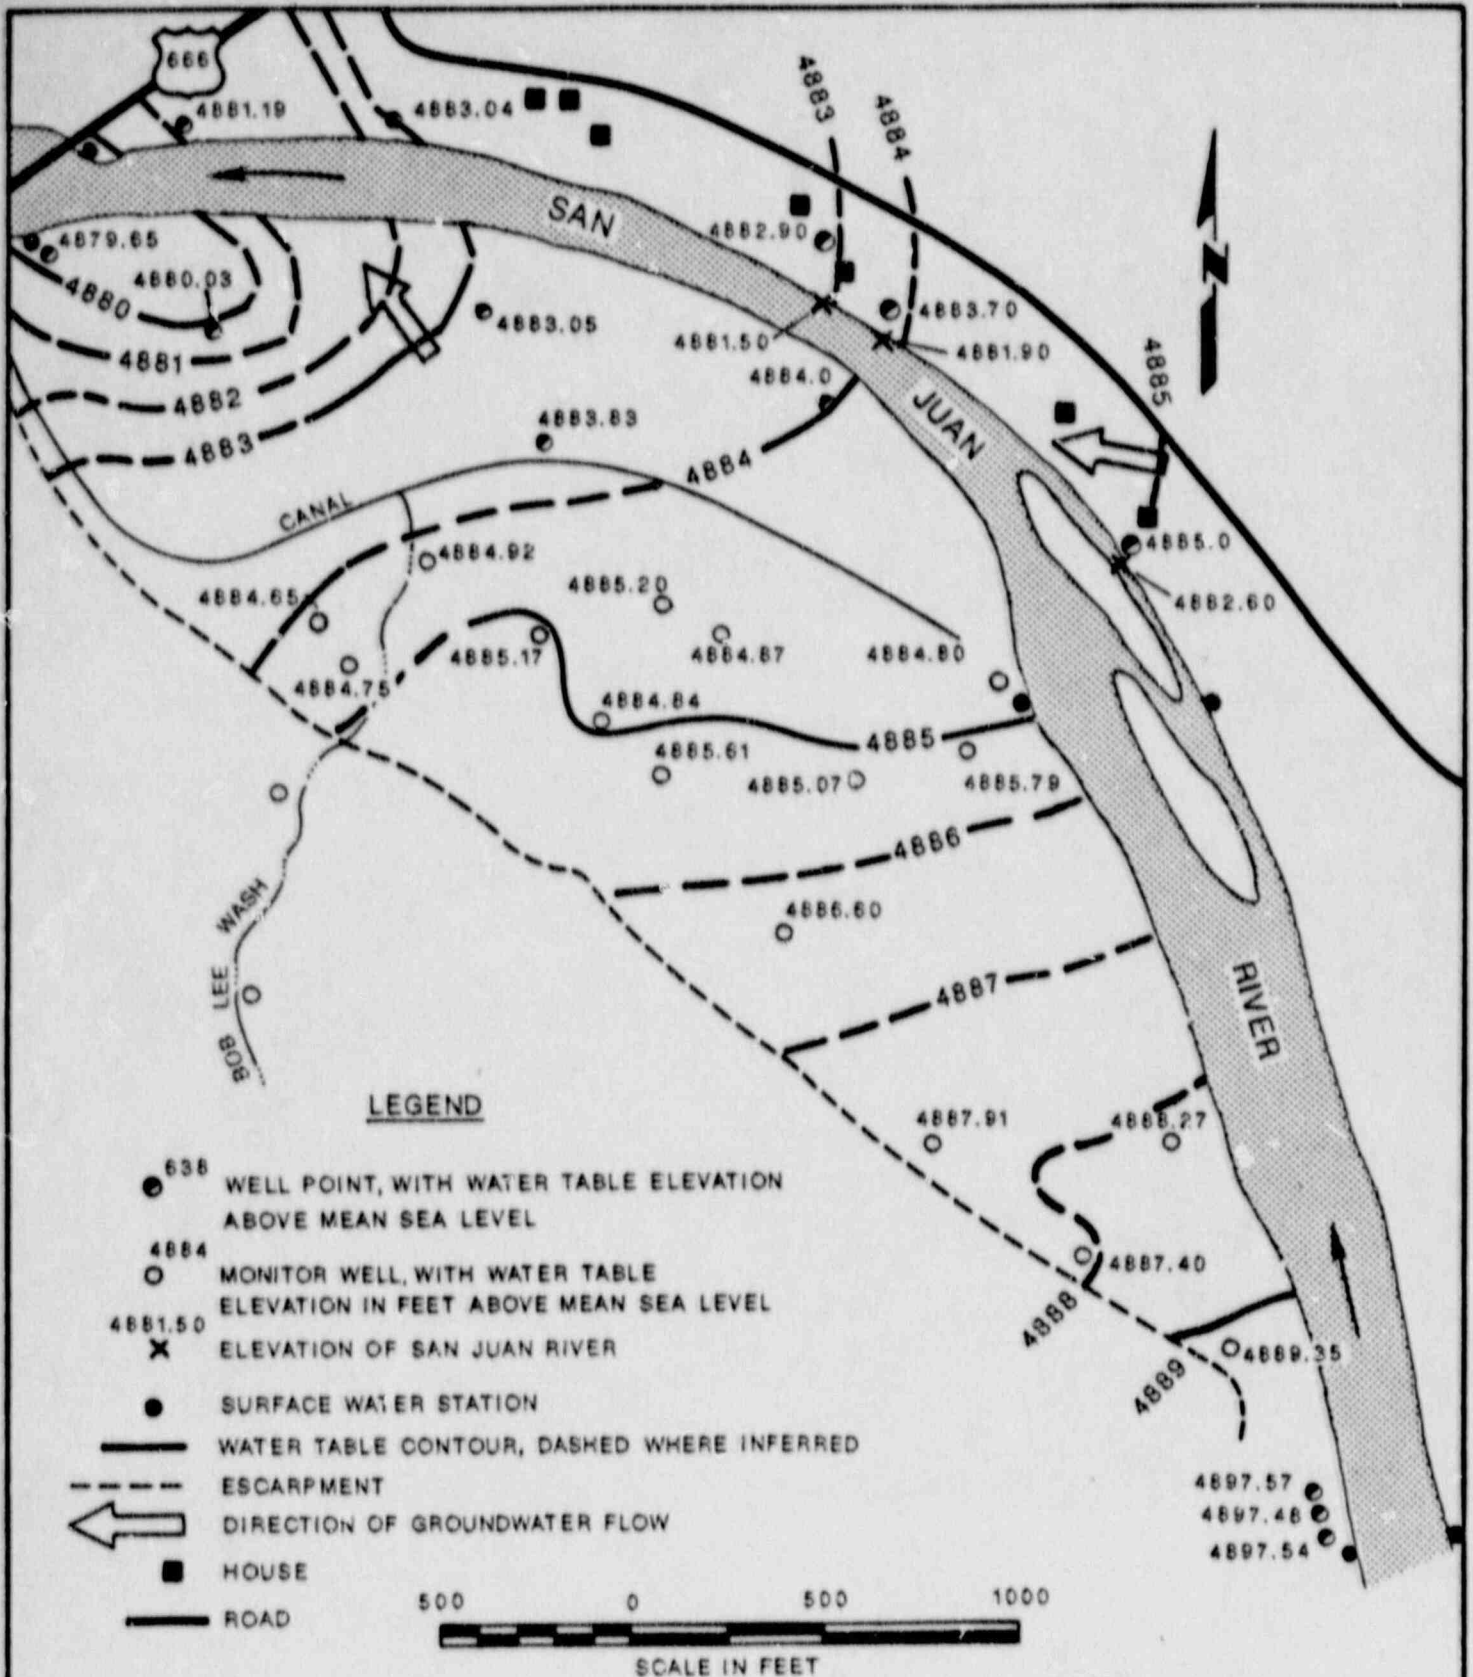 666
4881.19
4883.04
4883
4884
SAN
4882.90
4879.65
4880.03
4880
4883.05
4883.70
4881.50
4881.90
4881
4884.0
4885
4882
JUAN
4883.83
4883
4884
CANAL
4885.0
4884.92
4885.20
4882.60
4884.65
4885.17
4884.87
4884.80
4884.75
4884.84
4885
4885.61
4885.07
4885.79
4886
4886.60
BOB LEE WASH
4887
RIVER
4887.91
4888.27
4887.40
4888
4889.35
4889
4897.57
4897.48
4897.54
N
LEGEND
638
WELL POINT, WITH WATER TABLE ELEVATION
ABOVE MEAN SEA LEVEL
4884
MONITOR WELL, WITH WATER TABLE
ELEVATION IN FEET ABOVE MEAN SEA LEVEL
4881.50
ELEVATION OF SAN JUAN RIVER
SURFACE WATER STATION
WATER TABLE CONTOUR, DASHED WHERE INFERRED
ESCARPMENT
DIRECTION OF GROUNDWATER FLOW
HOUSE
ROAD
500 0 500 1000
SCALE IN FEET